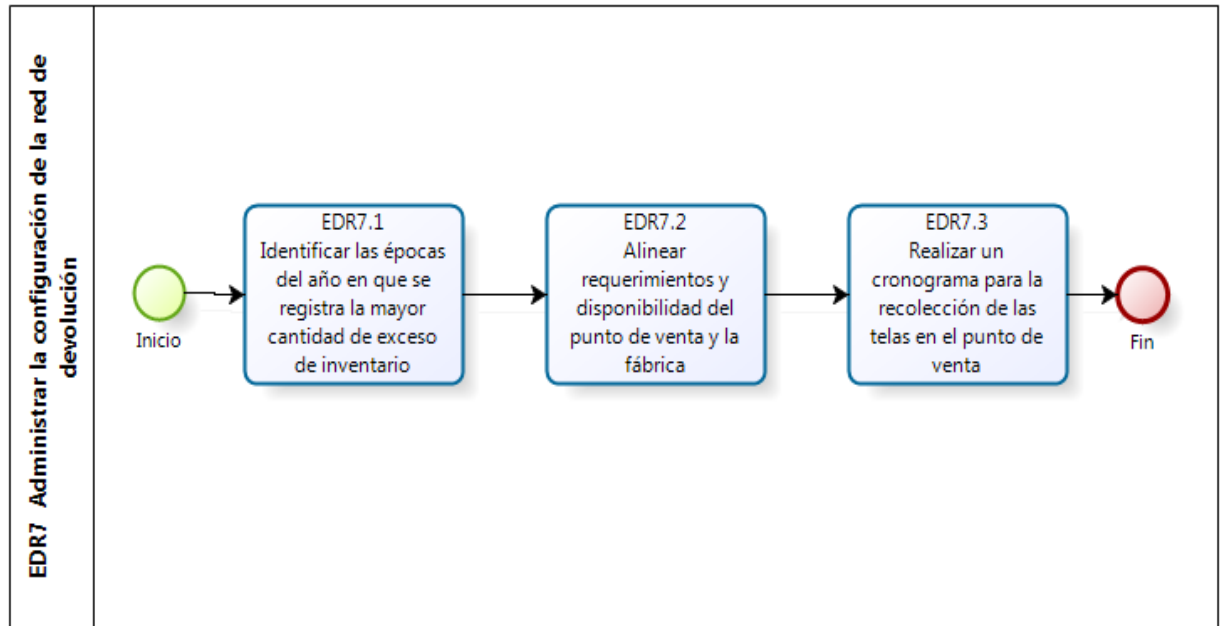 EDR7 Administrar la configuración de la red de
devolución
Inicio
EDR7.1
Identificar las épocas
del año en que se
registra la mayor
cantidad de exceso
de inventario
EDR7.2
Alinear
requerimientos y
disponibilidad del
punto de venta y la
fábrica
EDR7.3
Realizar un
cronograma para la
recolección de las
telas en el punto de
venta
Fin